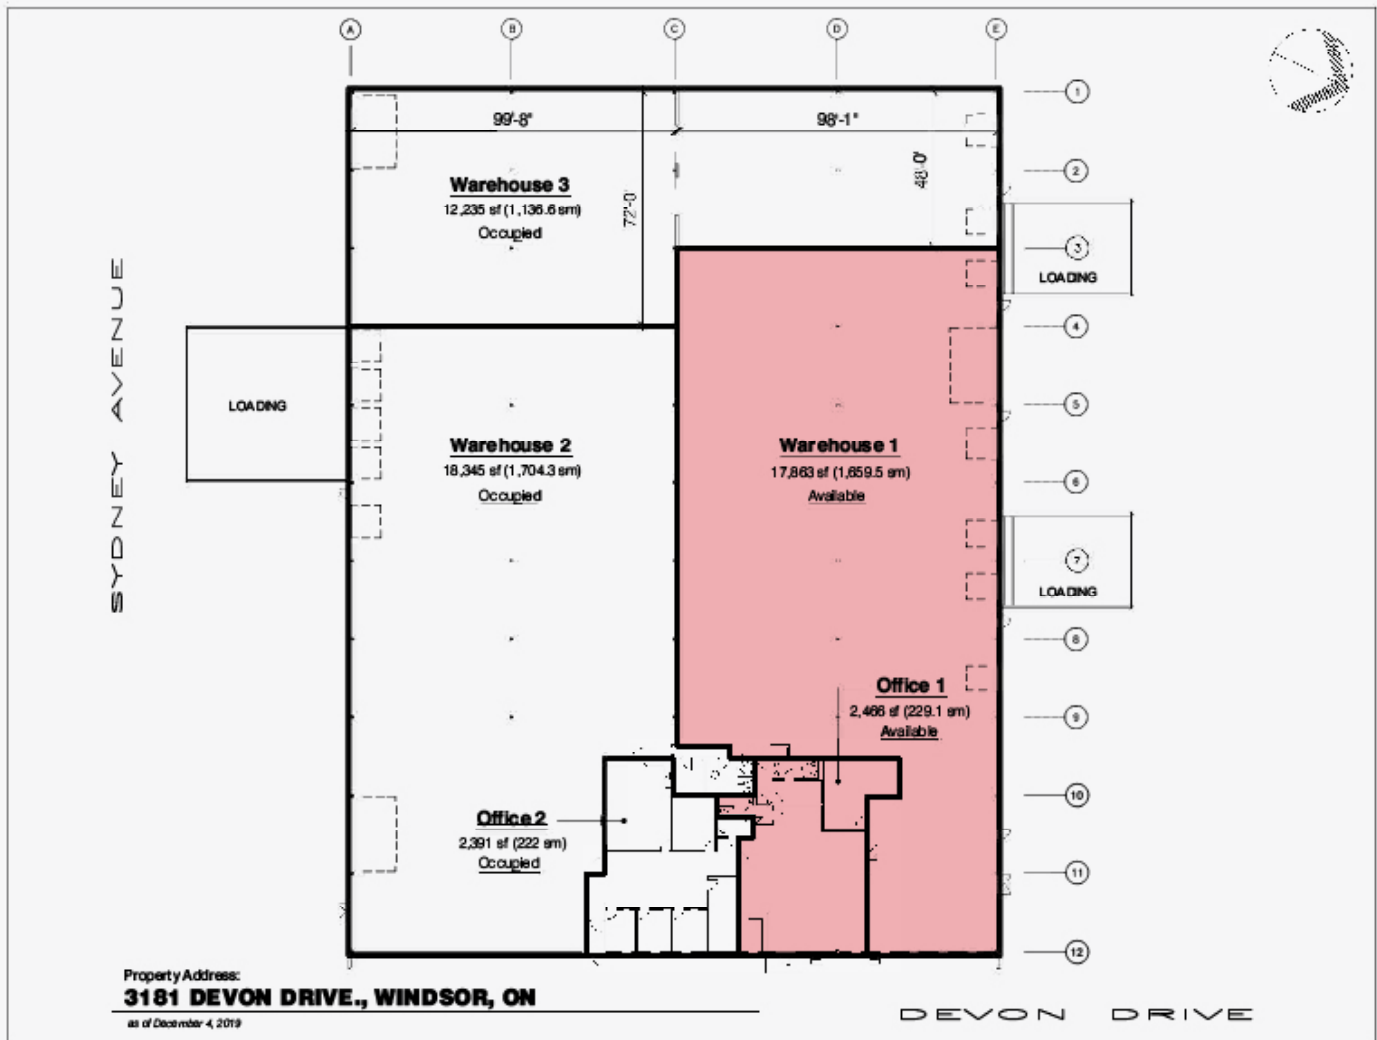 A
B
C
D
E
1
99'-8"
98'-1"
2
48'-0"
Warehouse 3
12,235 sf (1,136.6 sm)
Occupied
72'-0"
3
LOADING
4
SYDNEY AVENUE
LOADING
5
Warehouse 2
18,345 sf (1,704.3 sm)
Occupied
Warehouse 1
17,863 sf (1,659.5 sm)
Available
6
7
LOADING
8
Office 1
2,466 sf (229.1 sm)
Available
9
10
Office 2
2,391 sf (222 sm)
Occupied
11
12
Property Address:
3181 DEVON DRIVE., WINDSOR, ON
as of December 4, 2019
DEVON DRIVE